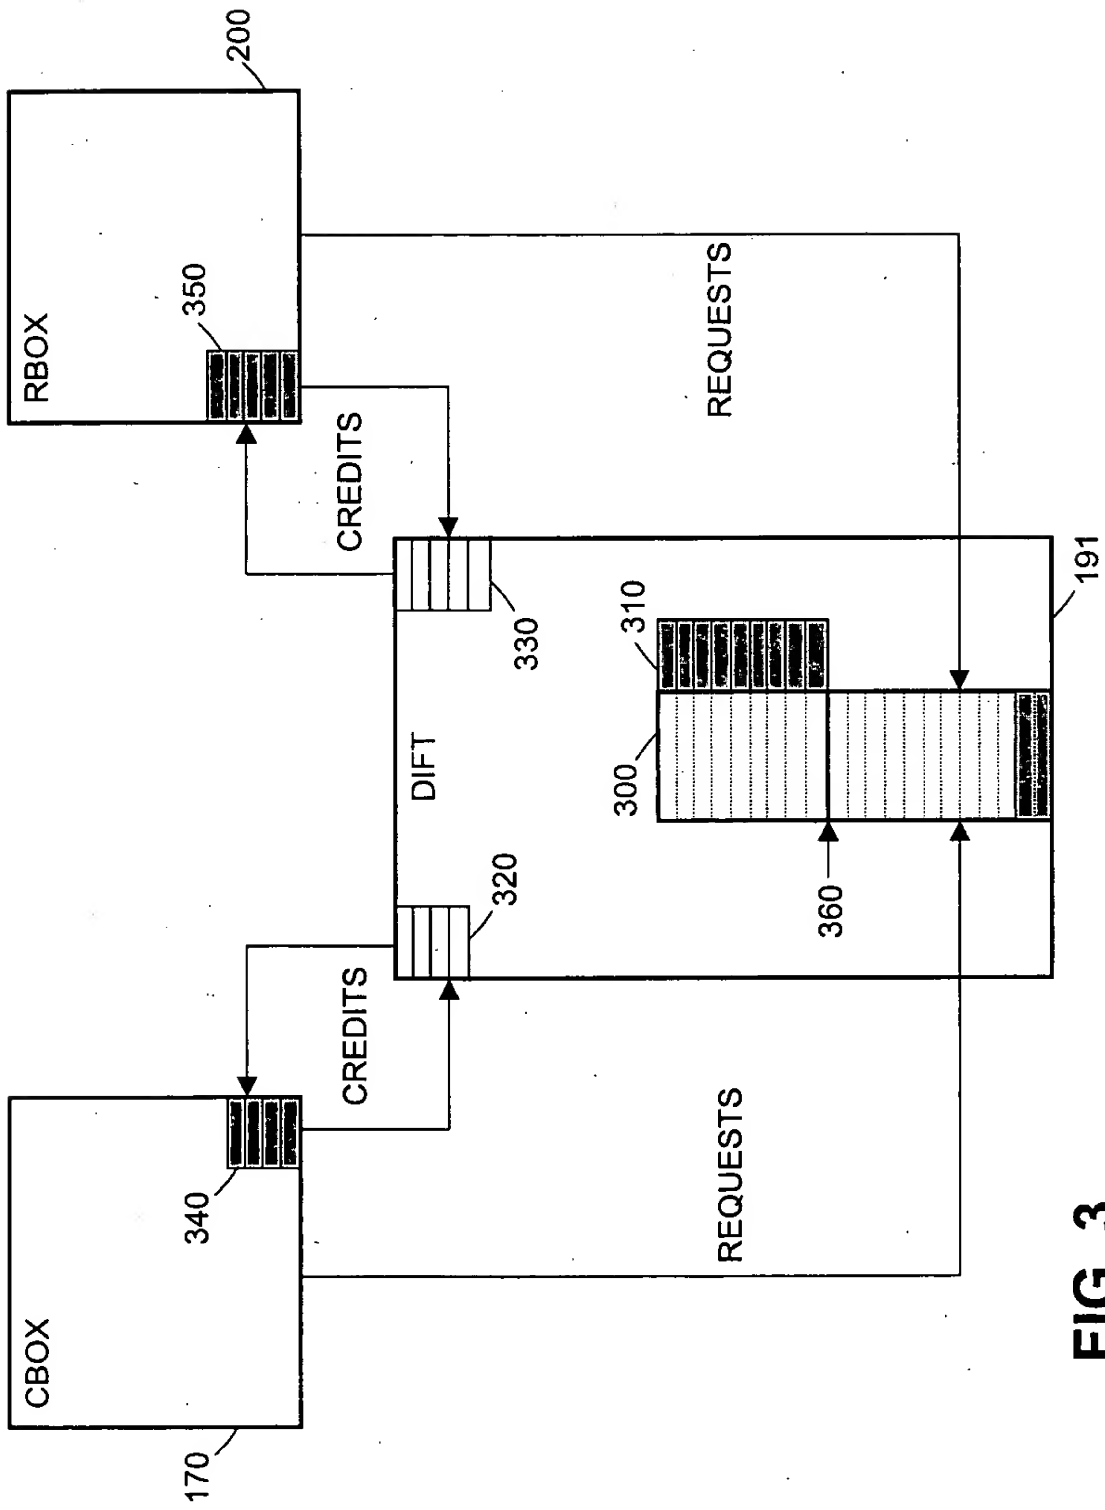 CBOX
170
340
CREDITS
REQUESTS
DIFT
320
330
300
310
360
191
RBOX
200
350
CREDITS
REQUESTS
FIG. 3